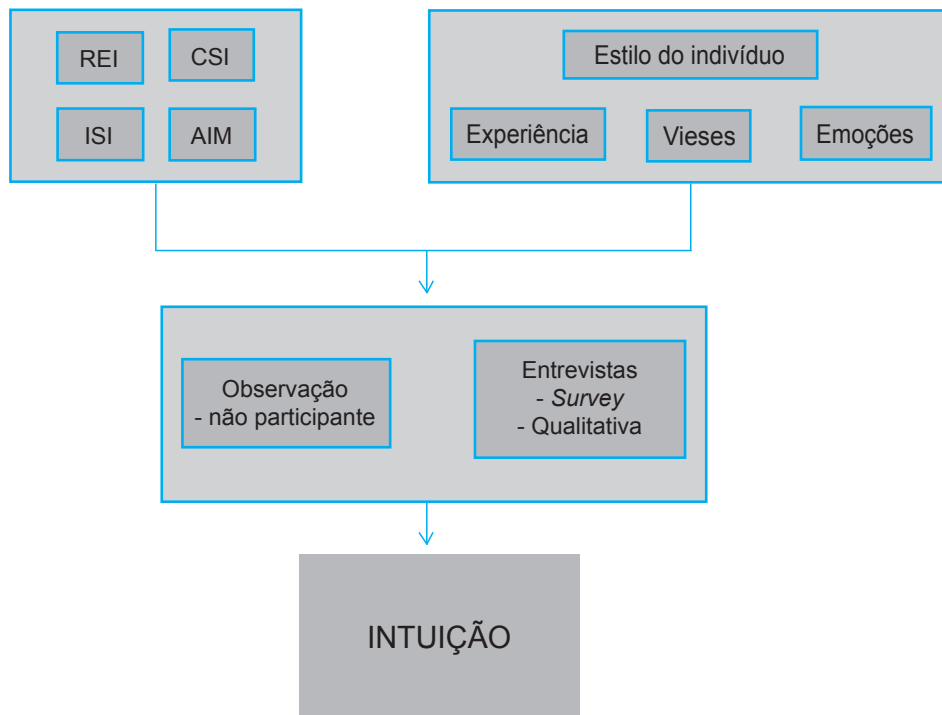 REI
CSI
ISI
AIM
Estilo do indivíduo
Experiência
Vieses
Emoções
Observação
- não participante
Entrevistas
- Survey
- Qualitativa
INTUIÇÃO